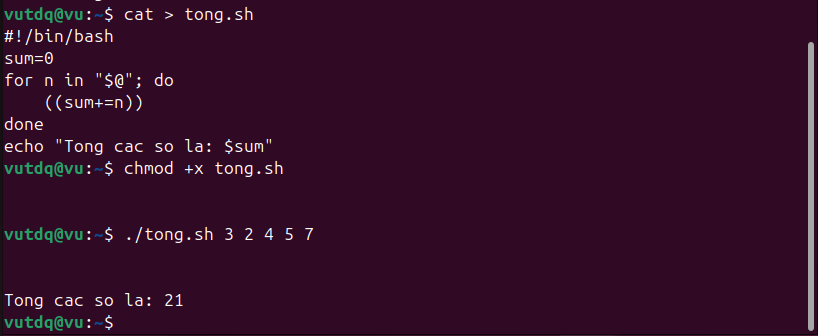 vutdq@vu:~$ cat > tong.sh
#!/bin/bash
sum=0
for n in "$@"; do
    ((sum+=n))
done
echo "Tong cac so la: $sum"
vutdq@vu:~$ chmod +x tong.sh
vutdq@vu:~$ ./tong.sh 3 2 4 5 7
Tong cac so la: 21
vutdq@vu:~$